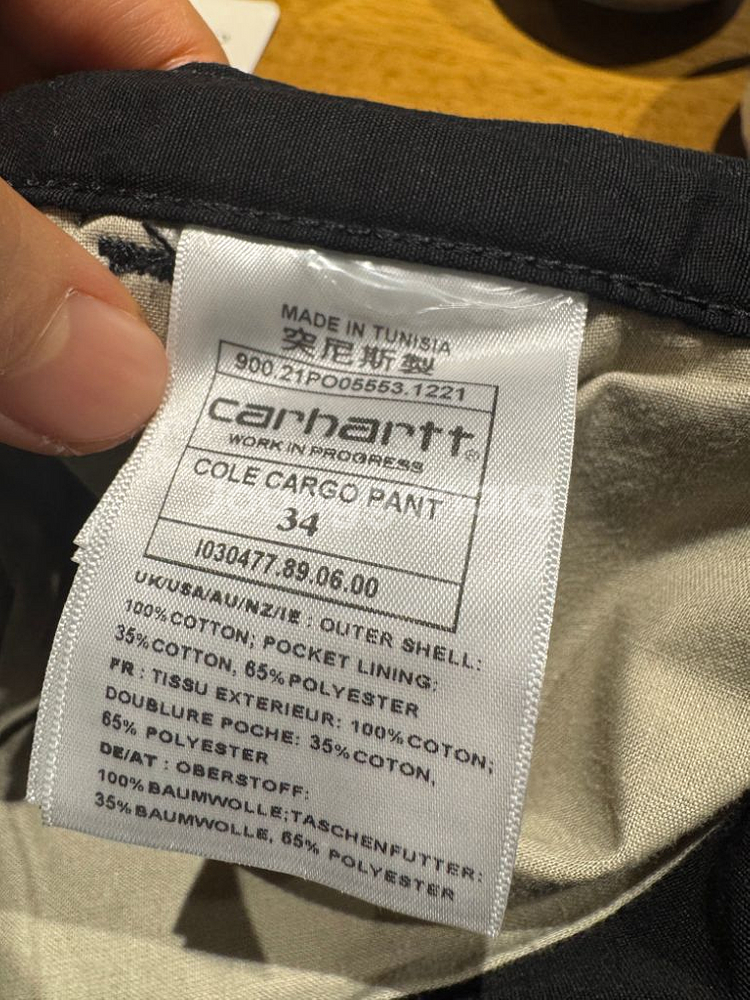 MADE IN TUNISIA
突尼斯製
900.21PO05553.1221
carhartt®
WORK IN PROGRESS
COLE CARGO PANT
34
I030477.89.06.00
UK/USA/AU/NZ/IE : OUTER SHELL:
100%COTTON; POCKET LINING:
35%COTTON, 65%POLYESTER
FR : TISSU EXTERIEUR: 100%COTON;
DOUBLURE POCHE: 35%COTON,
65% POLYESTER
DE/AT : OBERSTOFF:
100%BAUMWOLLE;TASCHENFUTTER:
35%BAUMWOLLE, 65% POLYESTER